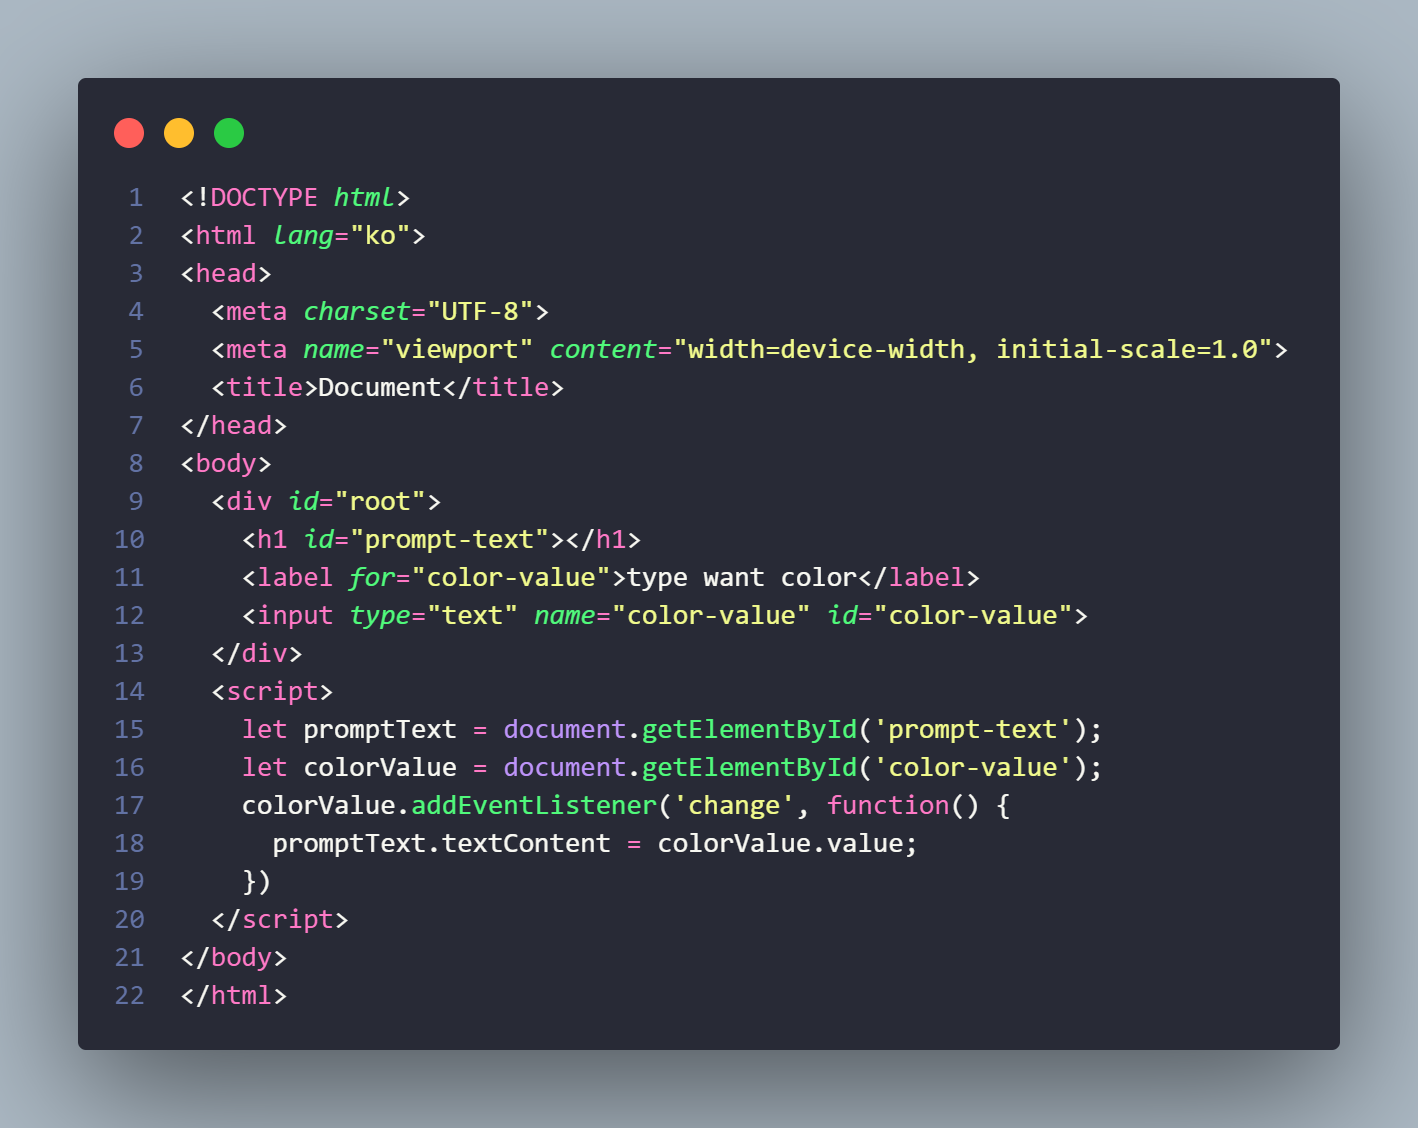 1 <!DOCTYPE html>
2 <html lang="ko">
3 <head>
4   <meta charset="UTF-8">
5   <meta name="viewport" content="width=device-width, initial-scale=1.0">
6   <title>Document</title>
7 </head>
8 <body>
9   <div id="root">
10     <h1 id="prompt-text"></h1>
11     <label for="color-value">type want color</label>
12     <input type="text" name="color-value" id="color-value">
13   </div>
14   <script>
15     let promptText = document.getElementById('prompt-text');
16     let colorValue = document.getElementById('color-value');
17     colorValue.addEventListener('change', function() {
18       promptText.textContent = colorValue.value;
19     })
20   </script>
21 </body>
22 </html>